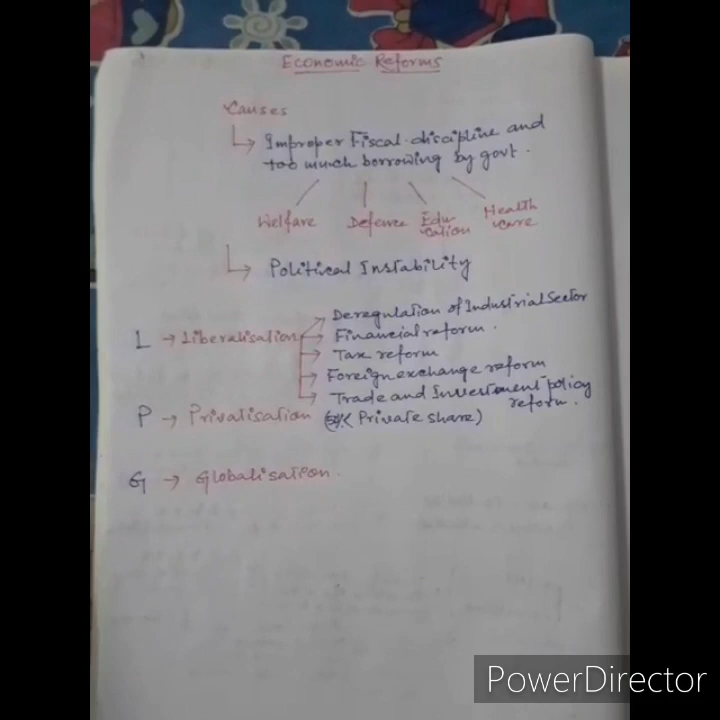 Economic Reforms
Causes
Improper Fiscal discipline and
too much borrowing by govt.
Welfare Defence Edu Health
cation care
Political Instability
Deregulation of Industrial Sector
L → Liberalisation Financial reform.
Tax reform
Foreign exchange reform
Trade and Investment policy
reform.
P → Privatisation (51% < Private share)
G → Globalisation.
PowerDirector